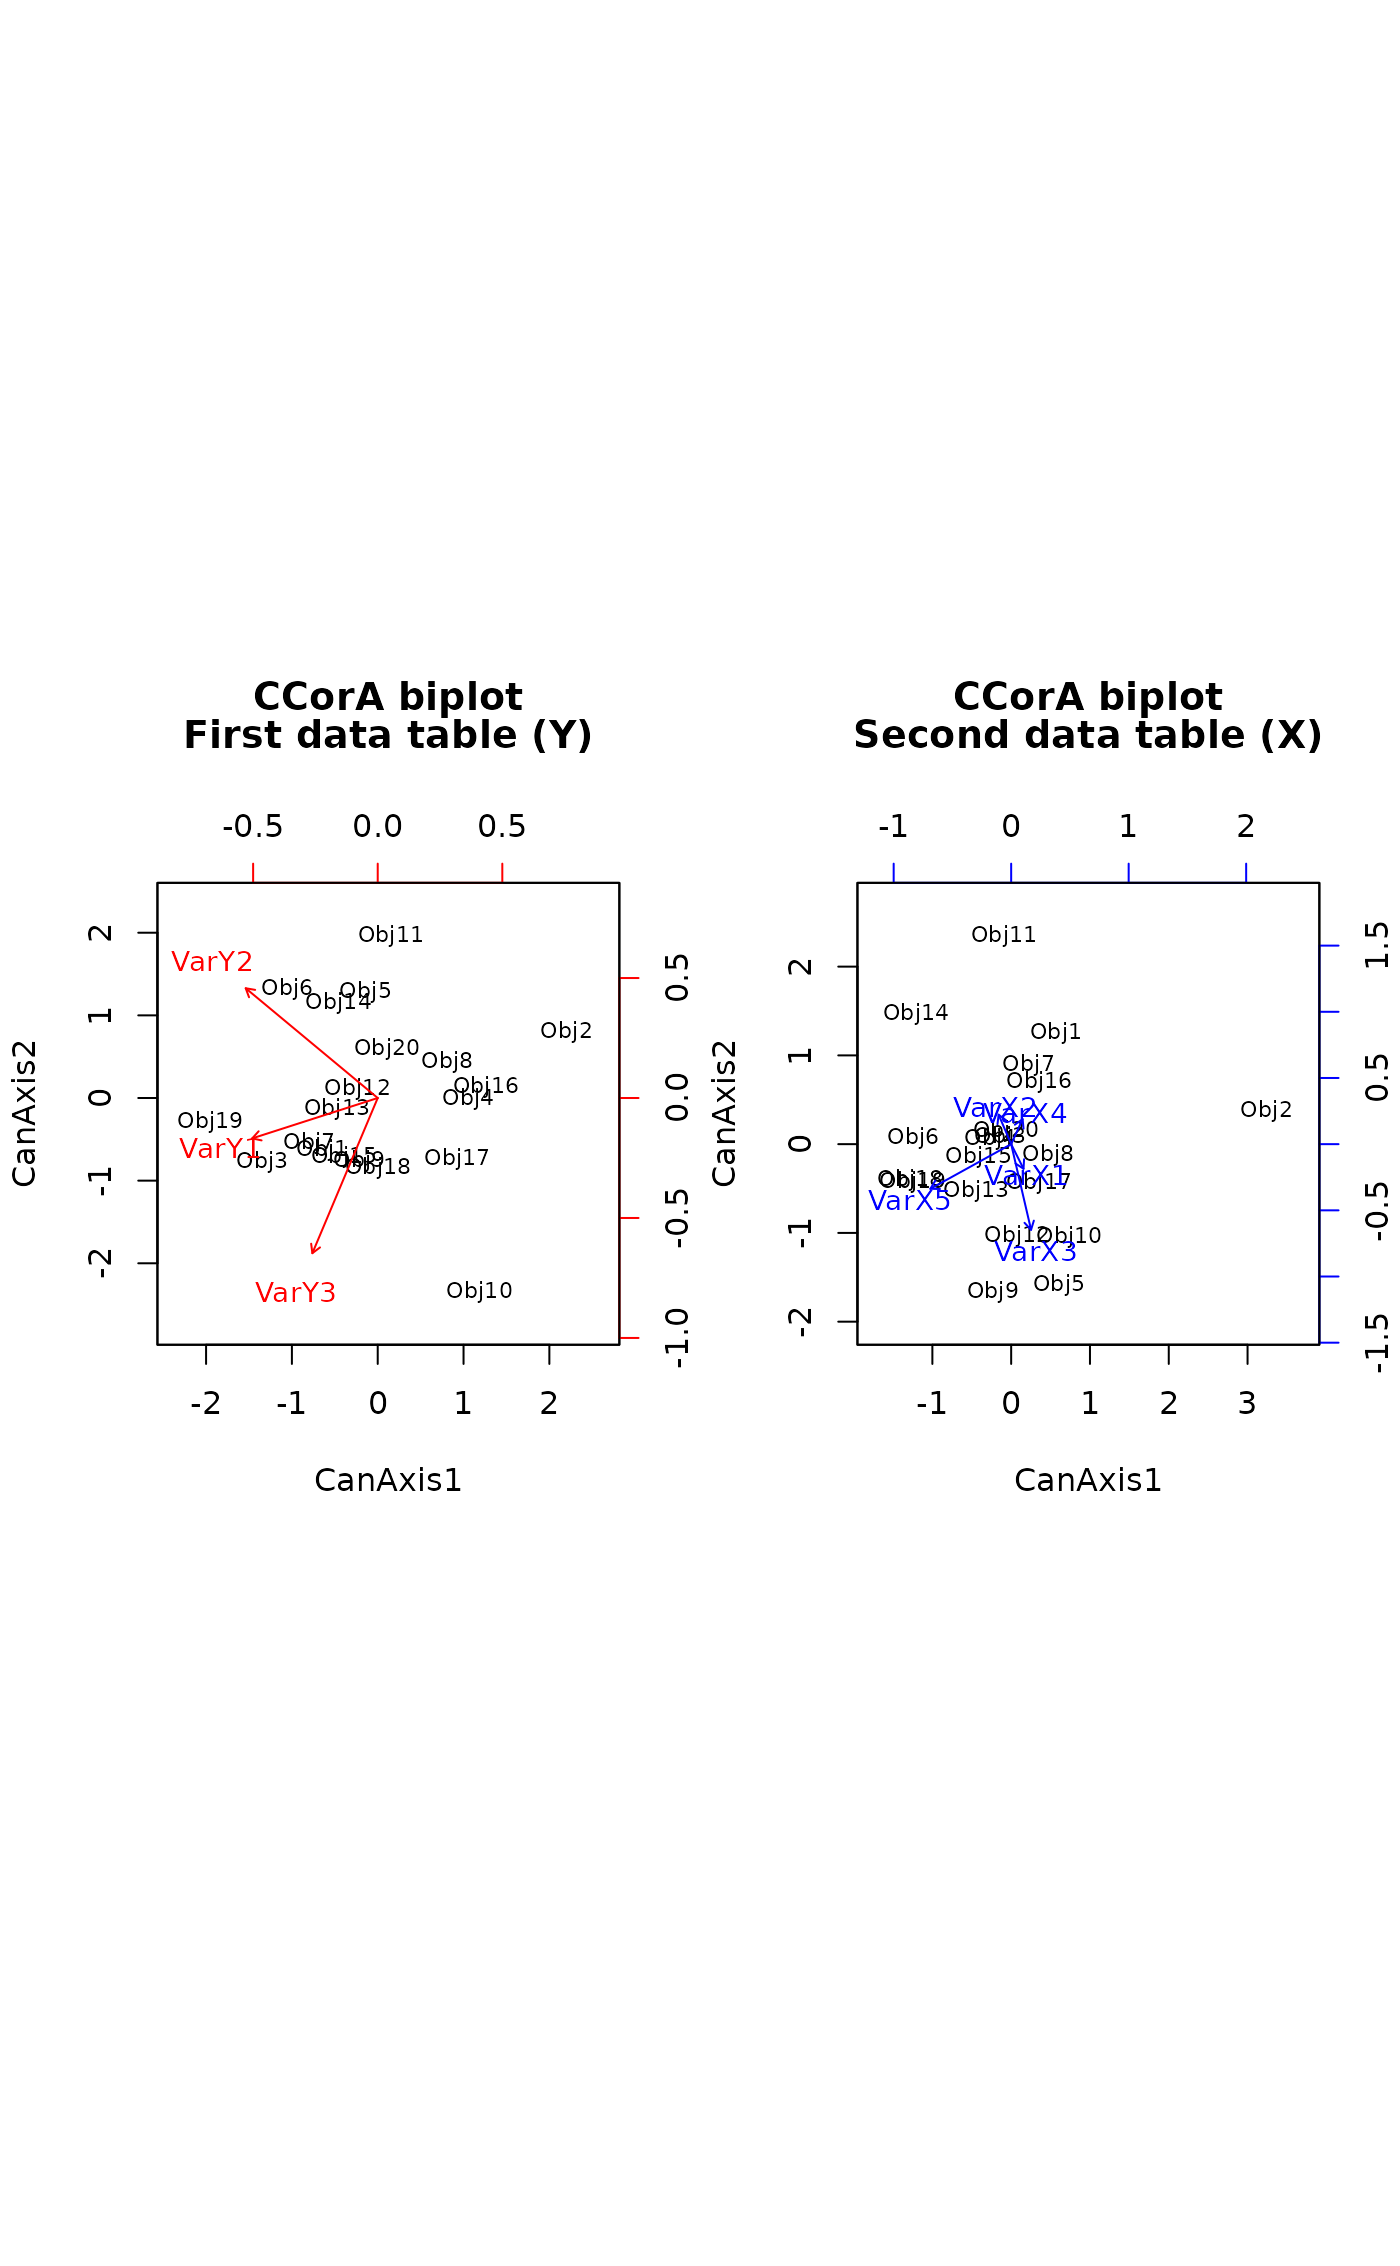 CCorA biplot
First data table (Y)
-0.5 0.0 0.5
Obj11
VarY2
Obj6
Obj5
Obj14
Obj2
Obj20
Obj8
Obj12
Obj16
Obj4
Obj13
Obj19
Obj7
VarY1
Obj1
Obj15
Obj3
Obj9
Obj18
Obj17
VarY3
Obj10
2
1
0
-1
-2
CanAxis2
0.5
0.0
-0.5
-1.0
-2 -1 0 1 2
CanAxis1
CCorA biplot
Second data table (X)
-1 0 1 2
Obj11
Obj14
Obj1
Obj7
Obj16
VarX2
VarX4
Obj2
Obj20
Obj3
Obj6
Obj15
Obj8
VarX1
Obj18
Obj19
Obj17
Obj13
VarX5
Obj12
Obj10
VarX3
Obj5
Obj9
2
1
0
-1
-2
CanAxis2
1.5
0.5
-0.5
-1.5
-1 0 1 2 3
CanAxis1